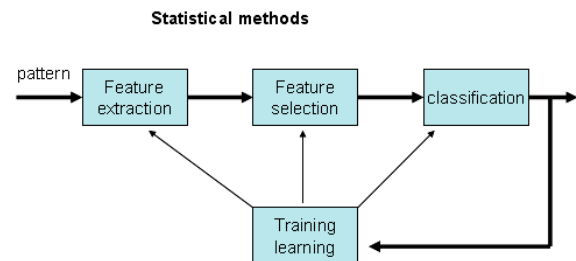 Statistical methods
pattern
Feature
extraction
Feature
selection
classification
Training
learning